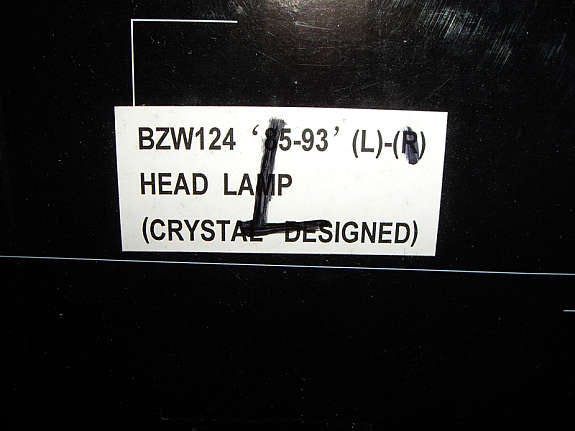 BZW124 ‘85-93’ (L)-(R)
HEAD LAMP
(CRYSTAL DESIGNED)
L